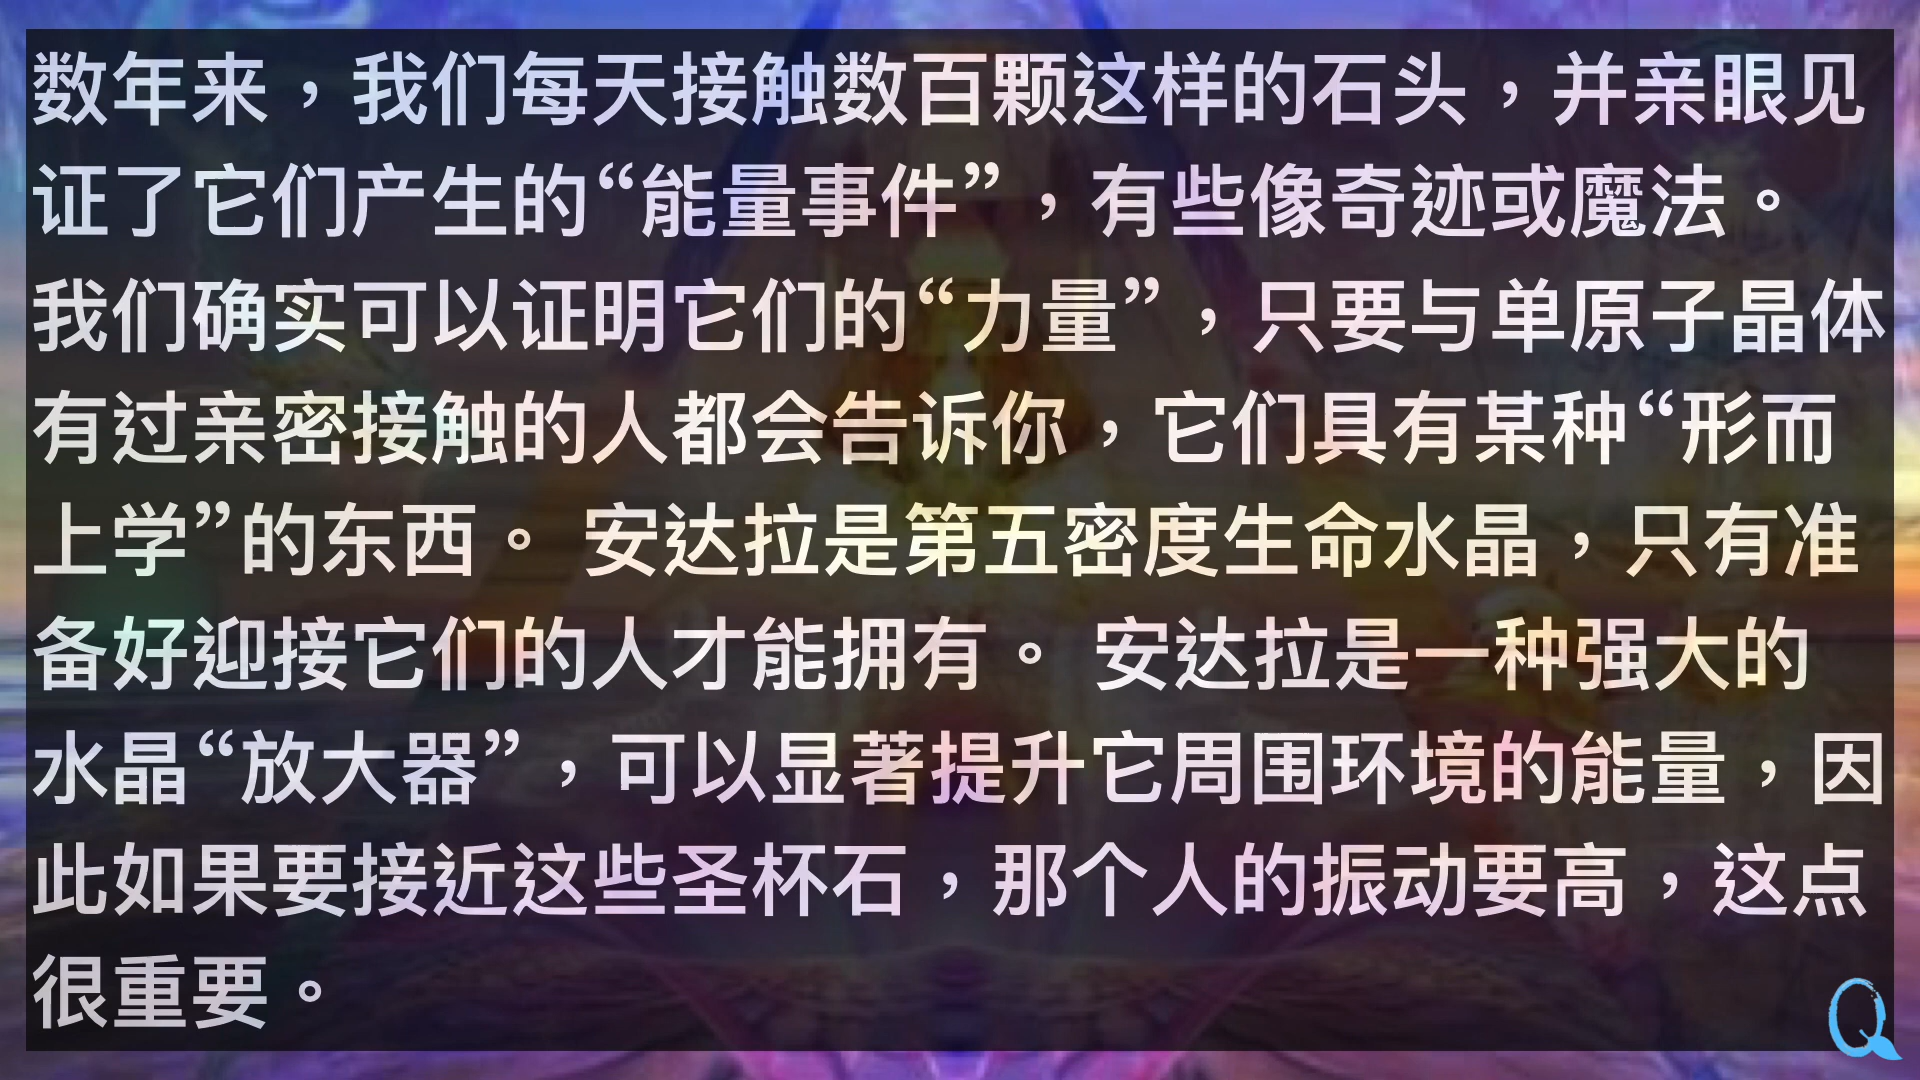 数年来，我们每天接触数百颗这样的石头，并亲眼见
证了它们产生的“能量事件”，有些像奇迹或魔法。
我们确实可以证明它们的“力量”，只要与单原子晶体
有过亲密接触的人都会告诉你，它们具有某种“形而
上学”的东西。 安达拉是第五密度生命水晶，只有准
备好迎接它们的人才能拥有。 安达拉是一种强大的
水晶“放大器”，可以显著提升它周围环境的能量，因
此如果要接近这些圣杯石，那个人的振动要高，这点
很重要。
Q